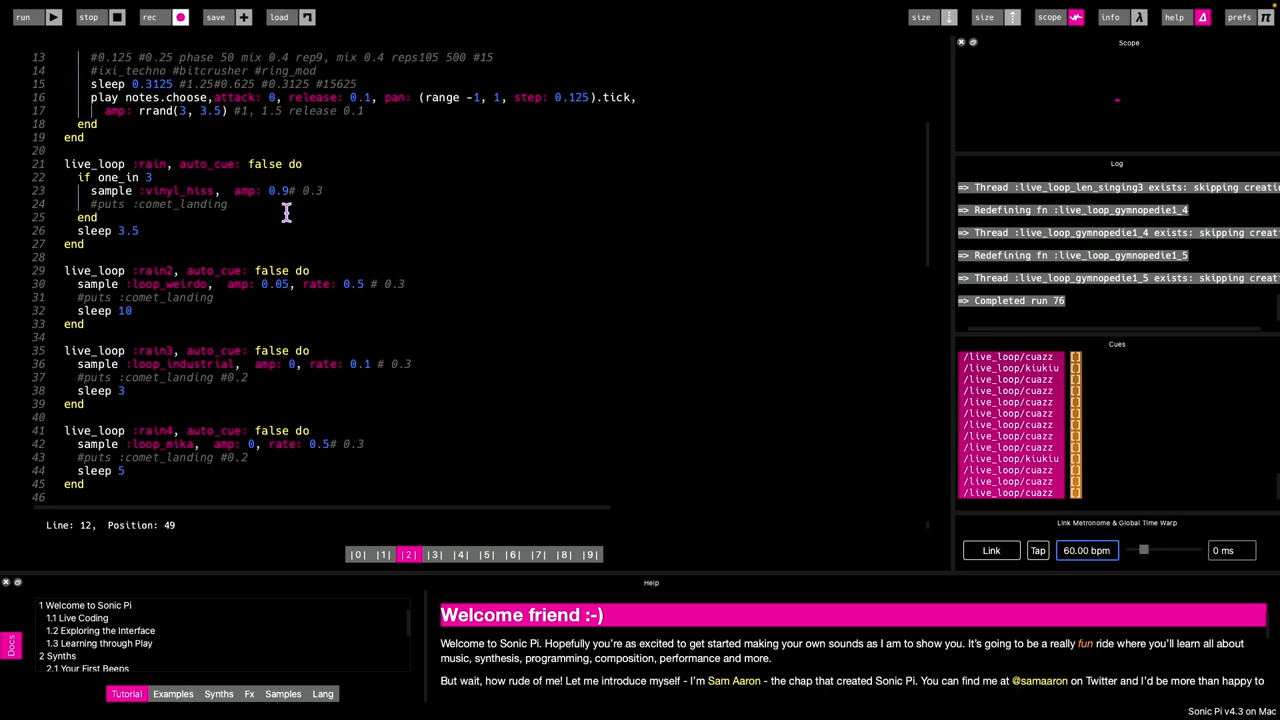 run
stop
rec
save
load
size
size
scope
info
help
prefs
13 #0.125 #0.25 phase 50 mix 0.4 rep9, mix 0.4 reps105 500 #15
14 #ixi_techno #bitcrusher #ring_mod
15 sleep 0.3125 #1.25#0.625 #0.3125 #15625
16 play notes.choose,attack: 0, release: 0.1, pan: (range -1, 1, step: 0.125).tick,
17 amp: rrand(3, 3.5) #1, 1.5 release 0.1
18 end
19 end
20
21 live_loop :rain, auto_cue: false do
22 if one_in 3
23 sample :vinyl_hiss, amp: 0.9# 0.3
24 #puts :comet_landing
25 end
26 sleep 3.5
27 end
28
29 live_loop :rain2, auto_cue: false do
30 sample :loop_weirdo, amp: 0.05, rate: 0.5 # 0.3
31 #puts :comet_landing
32 sleep 10
33 end
34
35 live_loop :rain3, auto_cue: false do
36 sample :loop_industrial, amp: 0, rate: 0.1 # 0.3
37 #puts :comet_landing #0.2
38 sleep 3
39 end
40
41 live_loop :rain4, auto_cue: false do
42 sample :loop_mika, amp: 0, rate: 0.5# 0.3
43 #puts :comet_landing #0.2
44 sleep 5
45 end
46
Line: 12, Position: 49
|0| |1| |2| |3| |4| |5| |6| |7| |8| |9|
Scope
Log
=> Thread :live_loop_len_singing3 exists: skipping creati
=> Redefining fn :live_loop_gymnopedie1_4
=> Thread :live_loop_gymnopedie1_4 exists: skipping creat
=> Redefining fn :live_loop_gymnopedie1_5
=> Thread :live_loop_gymnopedie1_5 exists: skipping creat
=> Completed run 76
Cues
/live_loop/cuazz []
/live_loop/kiukiu []
/live_loop/cuazz []
/live_loop/cuazz []
/live_loop/cuazz []
/live_loop/cuazz []
/live_loop/cuazz []
/live_loop/cuazz []
/live_loop/cuazz []
/live_loop/kiukiu []
/live_loop/cuazz []
/live_loop/cuazz []
/live_loop/cuazz []
Link Metronome & Global Time Warp
Link
Tap
60.00 bpm
0 ms
Help
Docs
1 Welcome to Sonic Pi
1.1 Live Coding
1.2 Exploring the Interface
1.3 Learning through Play
2 Synths
2.1 Your First Beeps
Tutorial
Examples
Synths
Fx
Samples
Lang
Welcome friend :-)
Welcome to Sonic Pi. Hopefully you're as excited to get started making your own sounds as I am to show you. It's going to be a really fun ride where you'll learn all about
music, synthesis, programming, composition, performance and more.
But wait, how rude of me! Let me introduce myself - I'm Sam Aaron - the chap that created Sonic Pi. You can find me at @samaaron on Twitter and I'd be more than happy to
Sonic Pi v4.3 on Mac